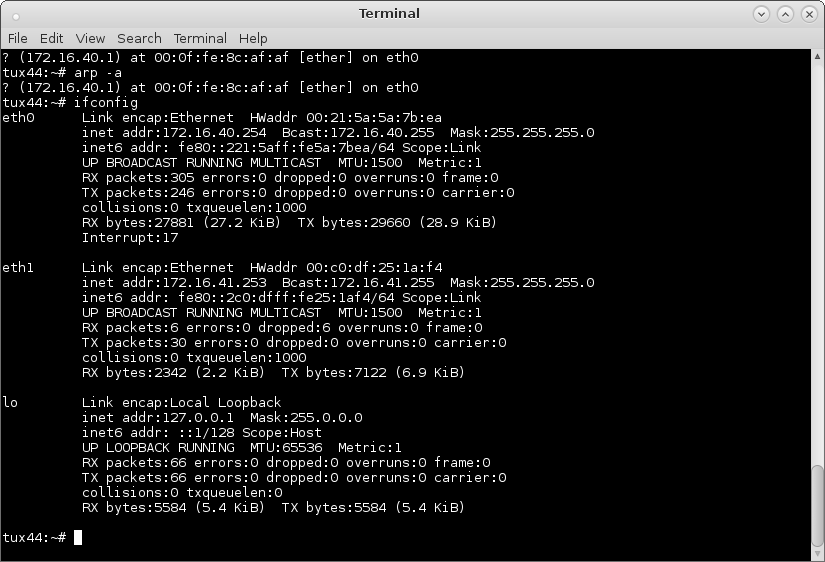 Terminal
File Edit View Search Terminal Help
? (172.16.40.1) at 00:0f:fe:8c:af:af [ether] on eth0
tux44:~# arp -a
? (172.16.40.1) at 00:0f:fe:8c:af:af [ether] on eth0
tux44:~# ifconfig
eth0      Link encap:Ethernet  HWaddr 00:21:5a:5a:7b:ea
          inet addr:172.16.40.254  Bcast:172.16.40.255  Mask:255.255.255.0
          inet6 addr: fe80::221:5aff:fe5a:7bea/64 Scope:Link
          UP BROADCAST RUNNING MULTICAST  MTU:1500  Metric:1
          RX packets:305 errors:0 dropped:0 overruns:0 frame:0
          TX packets:246 errors:0 dropped:0 overruns:0 carrier:0
          collisions:0 txqueuelen:1000
          RX bytes:27881 (27.2 KiB)  TX bytes:29660 (28.9 KiB)
          Interrupt:17
eth1      Link encap:Ethernet  HWaddr 00:c0:df:25:1a:f4
          inet addr:172.16.41.253  Bcast:172.16.41.255  Mask:255.255.255.0
          inet6 addr: fe80::2c0:dfff:fe25:1af4/64 Scope:Link
          UP BROADCAST RUNNING MULTICAST  MTU:1500  Metric:1
          RX packets:6 errors:0 dropped:6 overruns:0 frame:0
          TX packets:30 errors:0 dropped:0 overruns:0 carrier:0
          collisions:0 txqueuelen:1000
          RX bytes:2342 (2.2 KiB)  TX bytes:7122 (6.9 KiB)
lo        Link encap:Local Loopback
          inet addr:127.0.0.1  Mask:255.0.0.0
          inet6 addr: ::1/128 Scope:Host
          UP LOOPBACK RUNNING  MTU:65536  Metric:1
          RX packets:66 errors:0 dropped:0 overruns:0 frame:0
          TX packets:66 errors:0 dropped:0 overruns:0 carrier:0
          collisions:0 txqueuelen:0
          RX bytes:5584 (5.4 KiB)  TX bytes:5584 (5.4 KiB)
tux44:~#